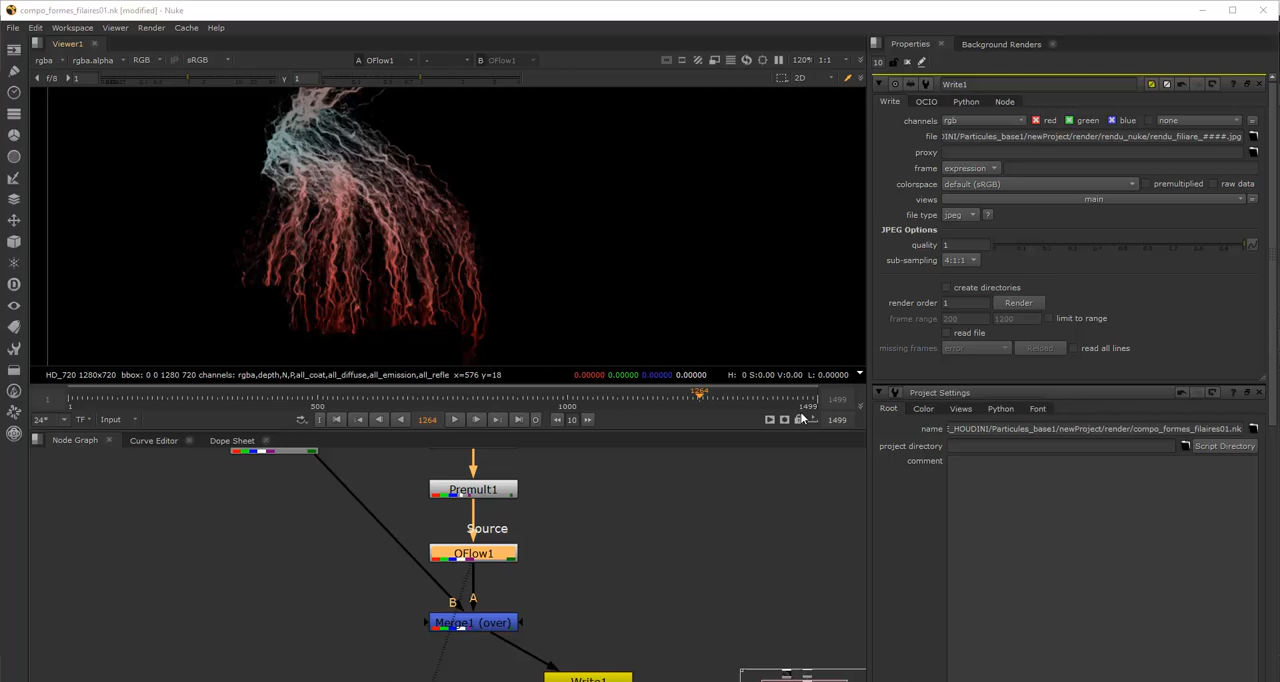 compo_formes_filaires01.nk [modified] - Nuke
File Edit Workspace Viewer Render Cache Help
Viewer1
rgba rgba.alpha RGB IP sRGB A OFlow1 - B OFlow1 120% 1:1
f/8 1 y 1 2D
HD_720 1280x720 bbox: 0 0 1280 720 channels: rgba,depth,N,P,all_coat,all_diffuse,all_emission,all_refle x=576 y=18 0.00000 0.00000 0.00000 0.00000 H: 0 S:0.00 V:0.00 L: 0.00000
1264
1 1499
1 500 1000 1499
24* TF Input I 1264 O 10 1499
Node Graph Curve Editor Dope Sheet
Premult1
Source
OFlow1
B A
Merge1 (over)
Write1
Properties Background Renders
10
Write1
Write OCIO Python Node
channels rgb red green blue none =
file )INI/Particules_base1/newProject/render/rendu_nuke/rendu_filiare_####.jpg
proxy
frame expression
colorspace default (sRGB) premultiplied raw data
views main =
file type jpeg ?
JPEG Options
quality 1
sub-sampling 4:1:1
create directories
render order 1 Render
frame range 200 1200 limit to range
read file
missing frames error Reload read all lines
Project Settings
Root Color Views Python Font
name :_HOUDINI/Particules_base1/newProject/render/compo_formes_filaires01.nk
project directory Script Directory
comment